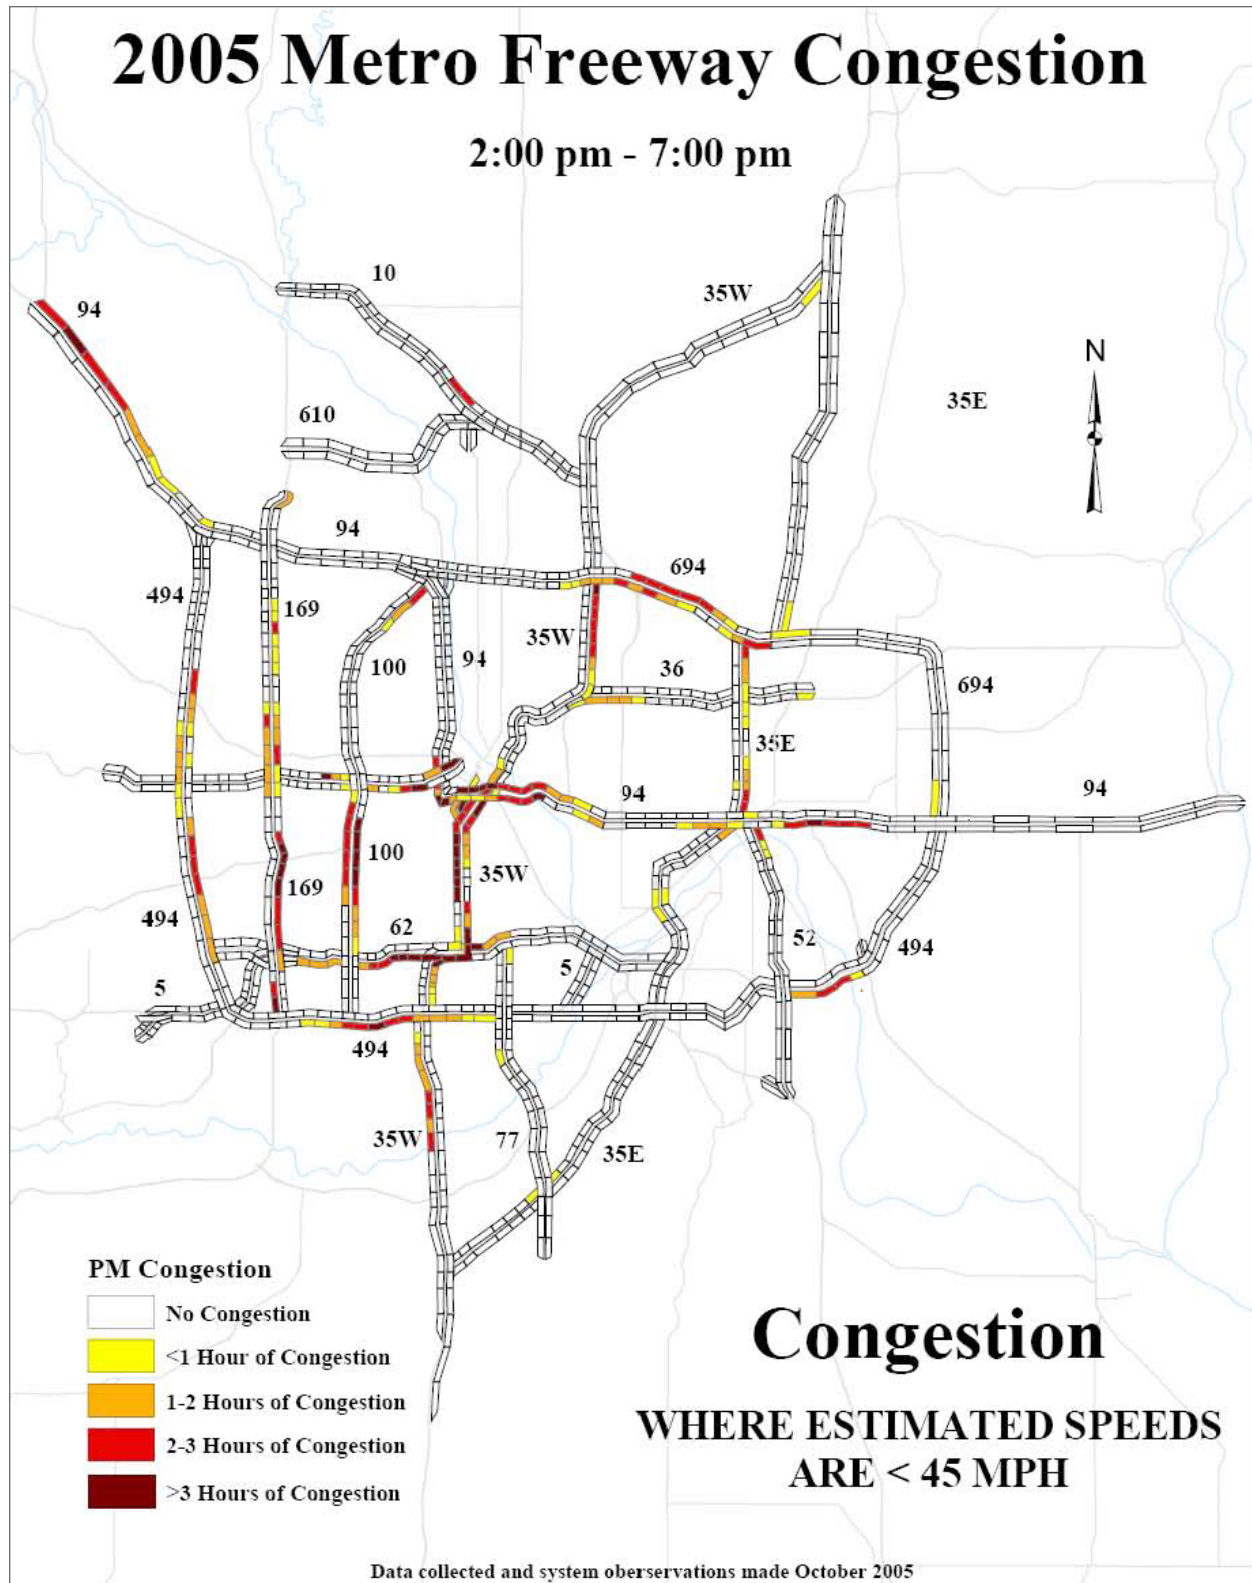 2005 Metro Freeway Congestion
2:00 pm - 7:00 pm
10
35W
94
N
35E
610
94
694
494
169
35W
100
94
36
694
35E
94
94
100
35W
169
494
62
52
494
5
5
494
35W
77
35E
PM Congestion
No Congestion
<1 Hour of Congestion
1-2 Hours of Congestion
2-3 Hours of Congestion
>3 Hours of Congestion
Congestion
WHERE ESTIMATED SPEEDS
ARE < 45 MPH
Data collected and system oberservations made October 2005